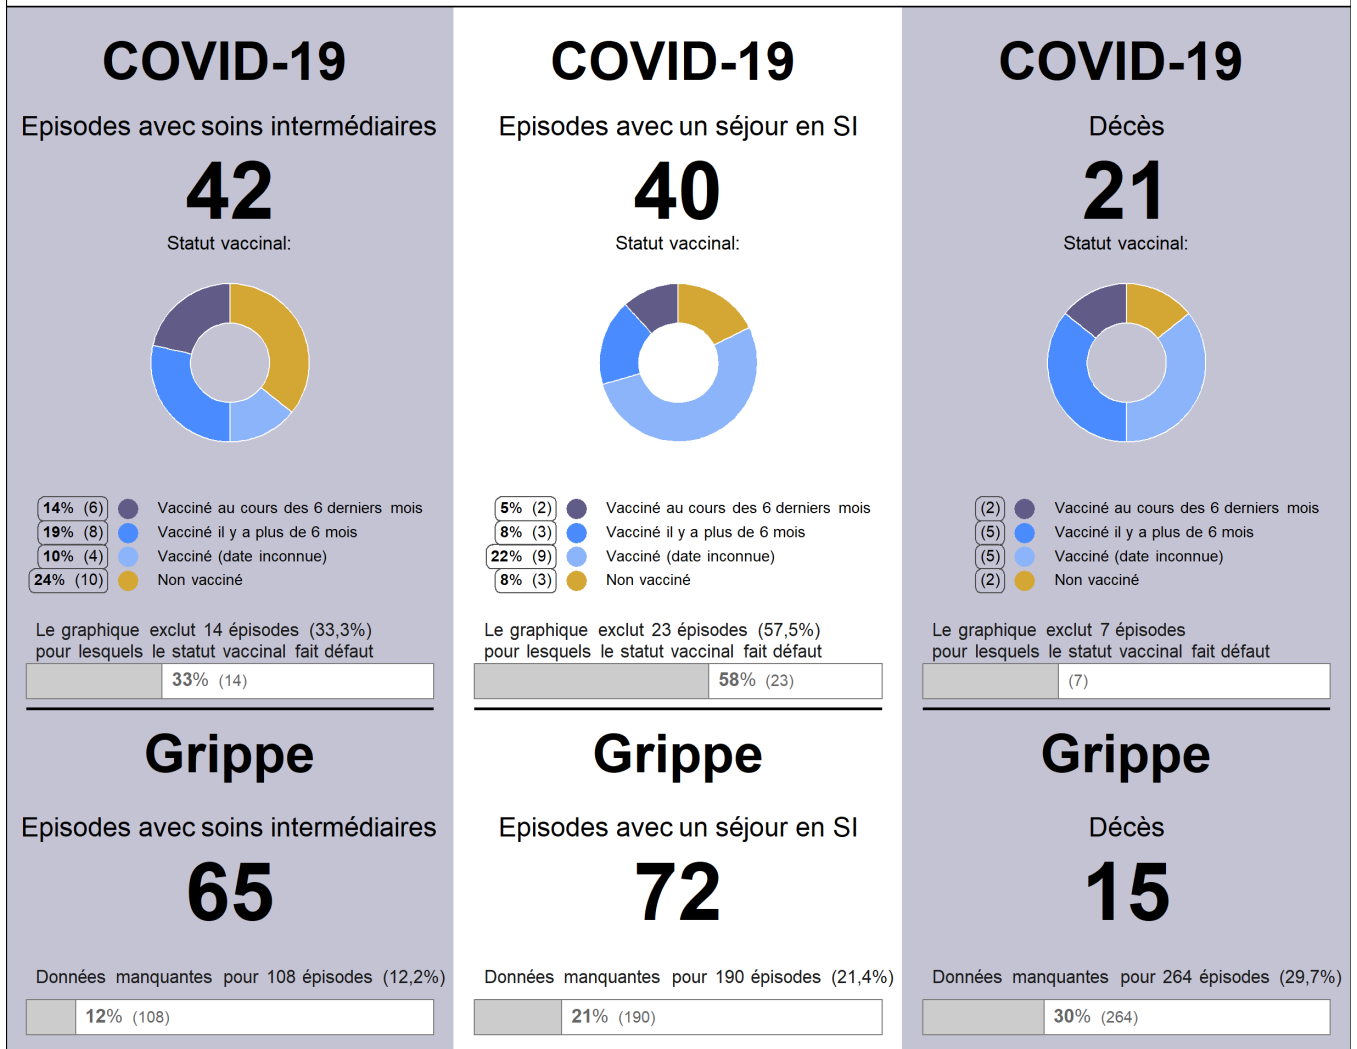 COVID-19
Episodes avec soins intermédiaires
42
Statut vaccinal:
14% (6) Vacciné au cours des 6 derniers mois
19% (8) Vacciné il y a plus de 6 mois
10% (4) Vacciné (date inconnue)
24% (10) Non vacciné
Le graphique exclut 14 épisodes (33,3%)
pour lesquels le statut vaccinal fait défaut
33% (14)
Grippe
Episodes avec soins intermédiaires
65
Données manquantes pour 108 épisodes (12,2%)
12% (108)
COVID-19
Episodes avec un séjour en SI
40
Statut vaccinal:
5% (2) Vacciné au cours des 6 derniers mois
8% (3) Vacciné il y a plus de 6 mois
22% (9) Vacciné (date inconnue)
8% (3) Non vacciné
Le graphique exclut 23 épisodes (57,5%)
pour lesquels le statut vaccinal fait défaut
58% (23)
Grippe
Episodes avec un séjour en SI
72
Données manquantes pour 190 épisodes (21,4%)
21% (190)
COVID-19
Décès
21
Statut vaccinal:
(2) Vacciné au cours des 6 derniers mois
(5) Vacciné il y a plus de 6 mois
(5) Vacciné (date inconnue)
(2) Non vacciné
Le graphique exclut 7 épisodes
pour lesquels le statut vaccinal fait défaut
(7)
Grippe
Décès
15
Données manquantes pour 264 épisodes (29,7%)
30% (264)